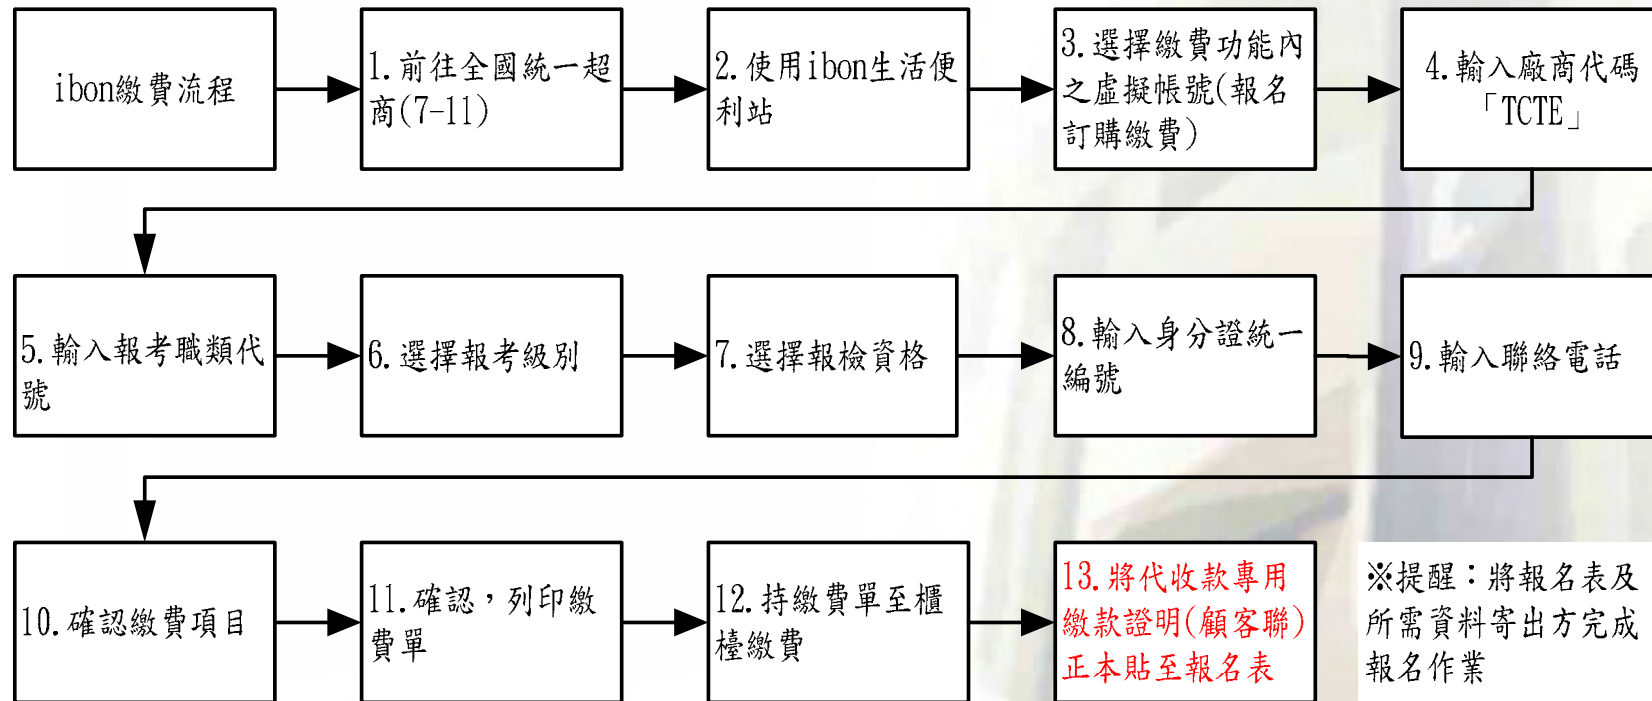 ibon繳費流程
1.前往全國統一超
商(7-11)
2.使用ibon生活便
利站
3.選擇繳費功能內
之虛擬帳號(報名
訂購繳費)
4.輸入廠商代碼
「TCTE」
5.輸入報考職類代
號
6.選擇報考級別
7.選擇報檢資格
8.輸入身分證統一
編號
9.輸入聯絡電話
10.確認繳費項目
11.確認，列印繳
費單
12.持繳費單至櫃
檯繳費
13.將代收款專用
繳款證明(顧客聯)
正本貼至報名表
※提醒：將報名表及
所需資料寄出方完成
報名作業